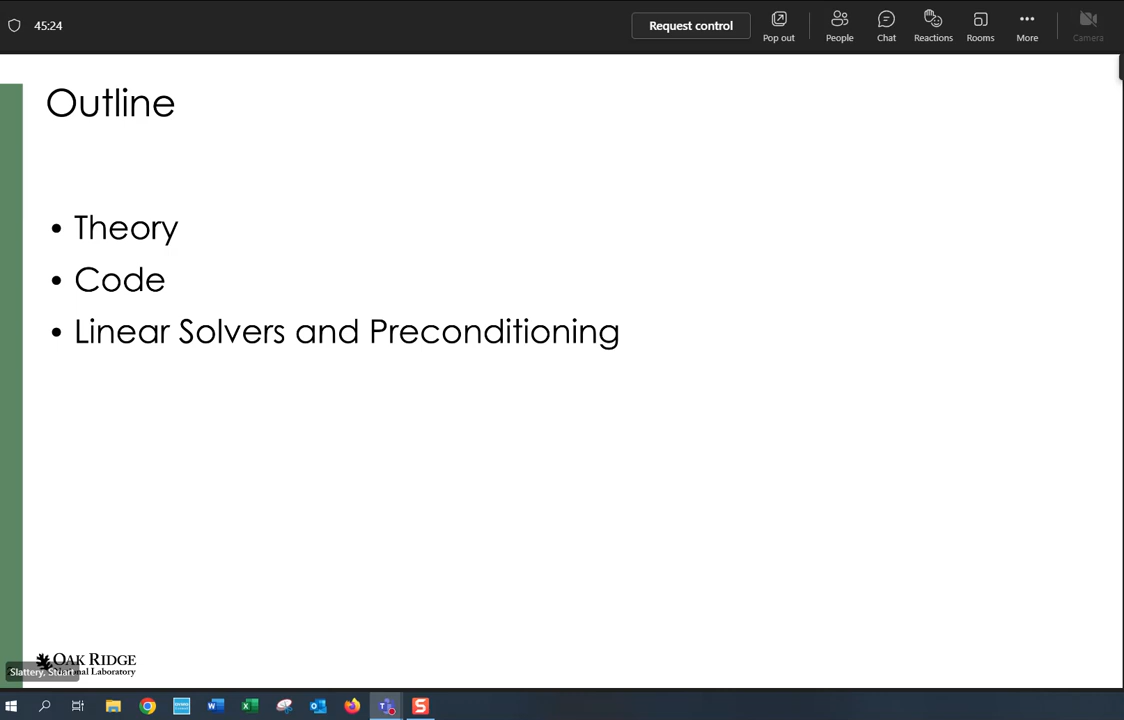 45:24
Request control
Pop out
People
Chat
Reactions
Rooms
More
Camera
Outline
• Theory
• Code
• Linear Solvers and Preconditioning
OAK RIDGE
National Laboratory
Slattery, Stuart